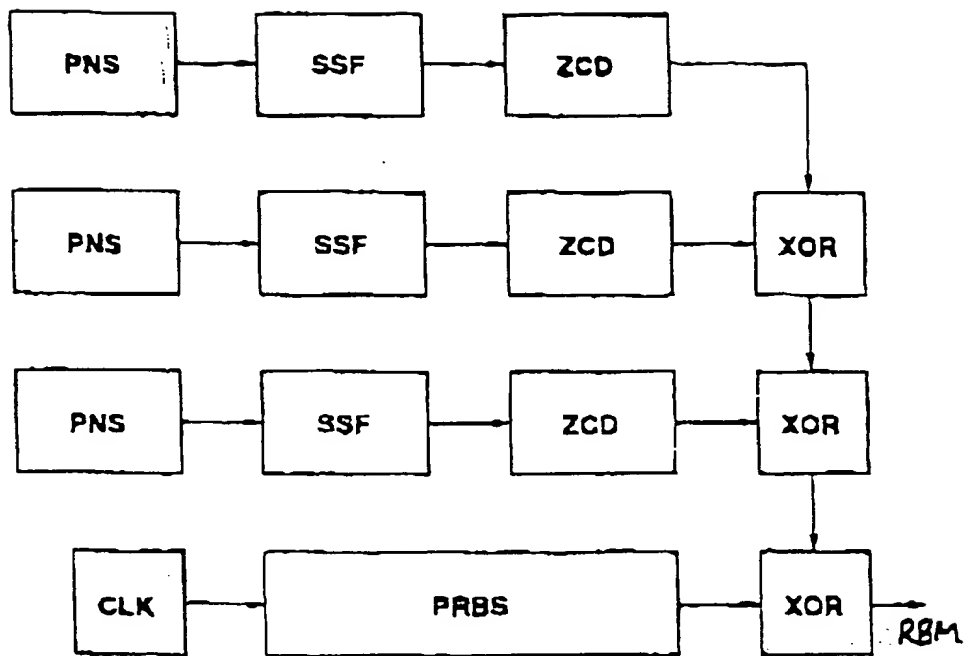 PNS SSF ZCD
PNS SSF ZCD XOR
PNS SSF ZCD XOR
CLK PRBS XOR
RBM